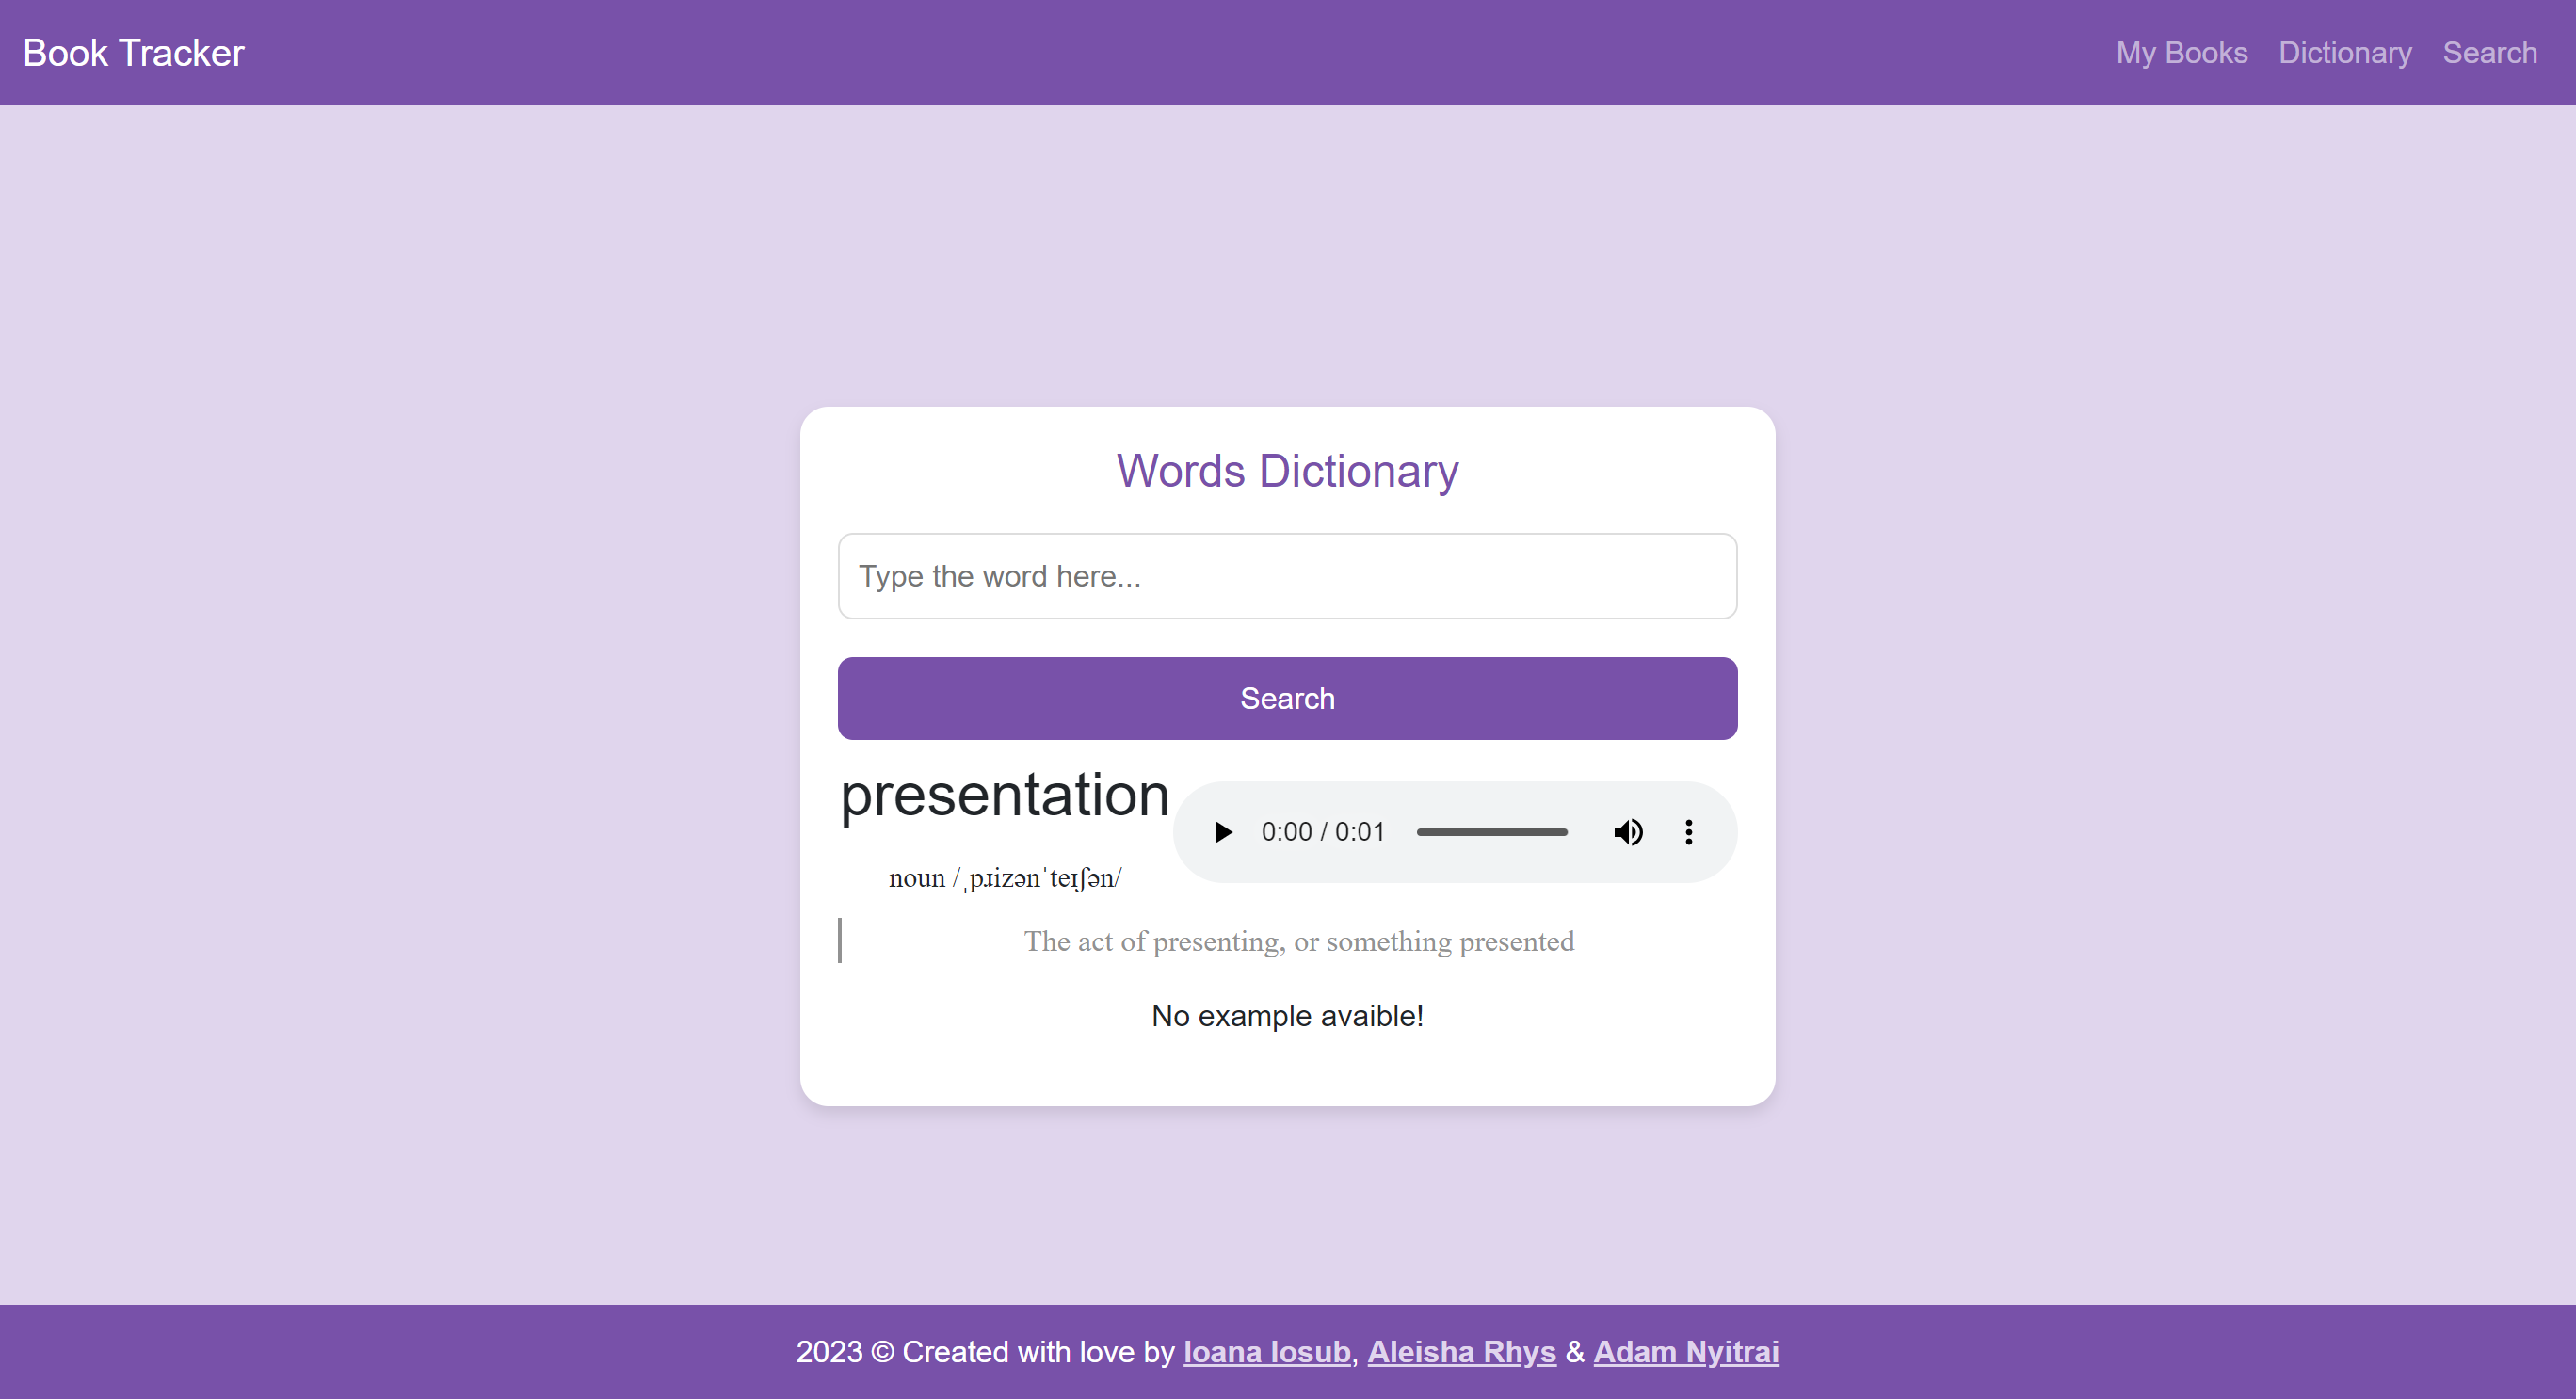 Book Tracker
My Books Dictionary Search
Words Dictionary
Type the word here...
Search
presentation
0:00 / 0:01
noun /ˌpɹizənˈteɪʃən/
The act of presenting, or something presented
No example avaible!
2023 © Created with love by Ioana Iosub, Aleisha Rhys & Adam Nyitrai